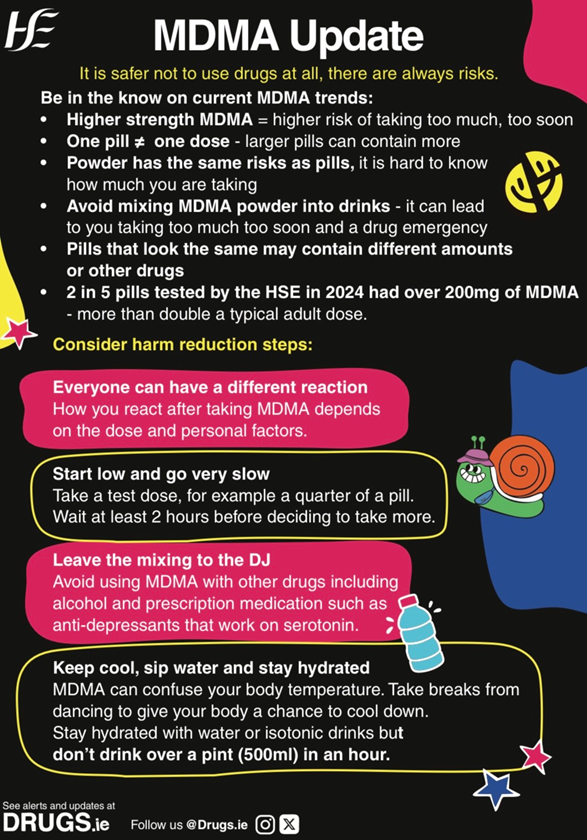 HSE
MDMA Update
It is safer not to use drugs at all, there are always risks.
Be in the know on current MDMA trends:
• Higher strength MDMA = higher risk of taking too much, too soon
• One pill ≠ one dose - larger pills can contain more
• Powder has the same risks as pills, it is hard to know
how much you are taking
• Avoid mixing MDMA powder into drinks - it can lead
to you taking too much too soon and a drug emergency
• Pills that look the same may contain different amounts
or other drugs
• 2 in 5 pills tested by the HSE in 2024 had over 200mg of MDMA
- more than double a typical adult dose.
Consider harm reduction steps:
Everyone can have a different reaction
How you react after taking MDMA depends
on the dose and personal factors.
Start low and go very slow
Take a test dose, for example a quarter of a pill.
Wait at least 2 hours before deciding to take more.
Leave the mixing to the DJ
Avoid using MDMA with other drugs including
alcohol and prescription medication such as
anti-depressants that work on serotonin.
Keep cool, sip water and stay hydrated
MDMA can confuse your body temperature. Take breaks from
dancing to give your body a chance to cool down.
Stay hydrated with water or isotonic drinks but
don't drink over a pint (500ml) in an hour.
See alerts and updates at
DRUGS.ie
Follow us @Drugs.ie